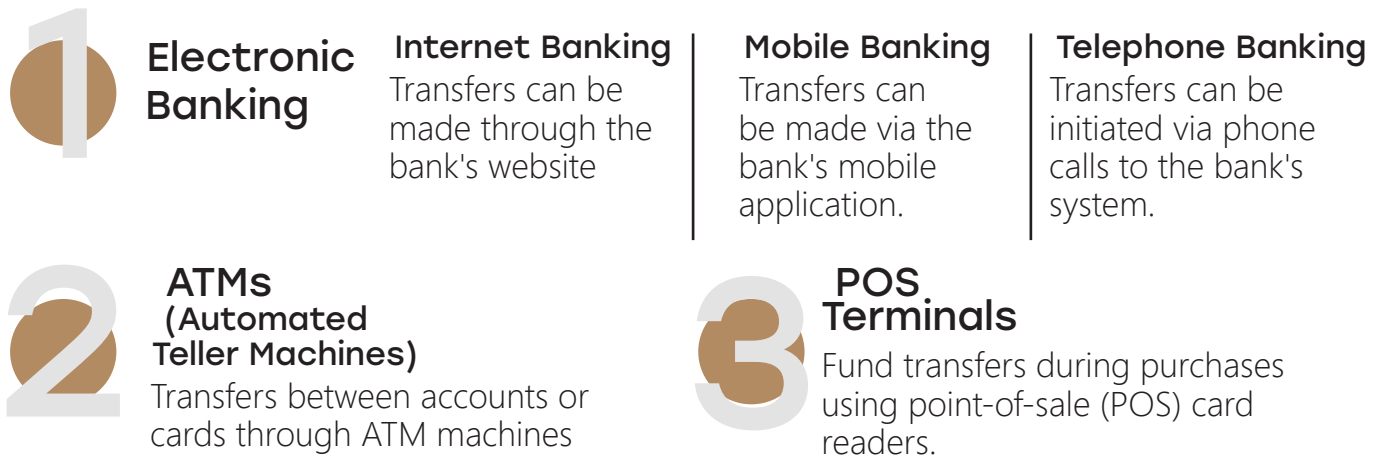 1
Electronic
Banking
Internet Banking
Transfers can be
made through the
bank's website
Mobile Banking
Transfers can
be made via the
bank's mobile
application.
Telephone Banking
Transfers can be
initiated via phone
calls to the bank's
system.
2
ATMs
(Automated
Teller Machines)
Transfers between accounts or
cards through ATM machines
3
POS
Terminals
Fund transfers during purchases
using point-of-sale (POS) card
readers.